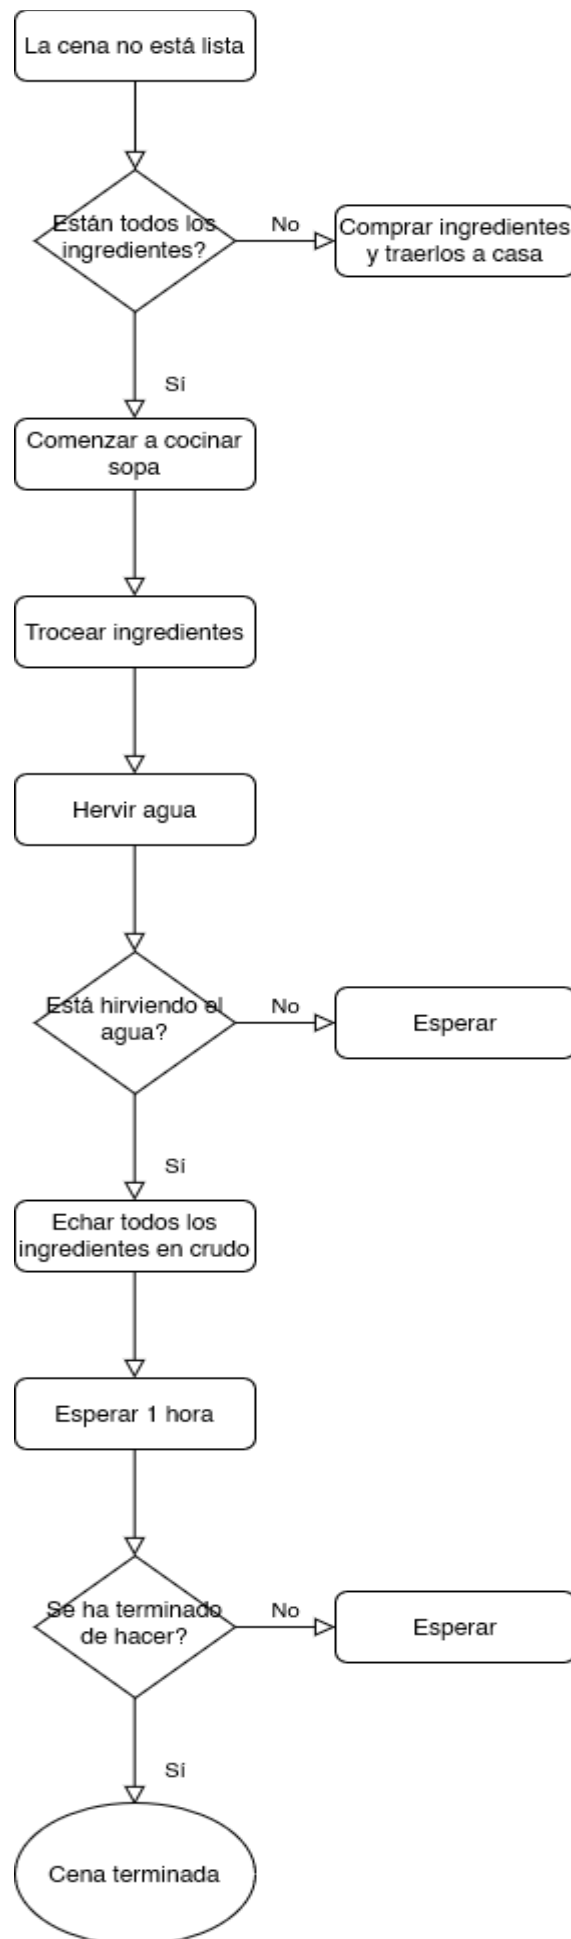 La cena no está lista
Están todos los
ingredientes?
No
Comprar ingredientes
y traerlos a casa
Sí
Comenzar a cocinar
sopa
Trocear ingredientes
Hervir agua
Está hirviendo el
agua?
No
Esperar
Sí
Echar todos los
ingredientes en crudo
Esperar 1 hora
Se ha terminado
de hacer?
No
Esperar
Sí
Cena terminada